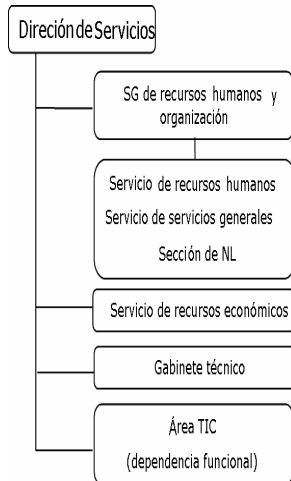 Direción de Servicios
SG de recursos humanos y
organización
Servicio de recursos humanos
Servicio de servicios generales
Sección de NL
Servicio de recursos económicos
Gabinete técnico
Área TIC
(dependencia funcional)